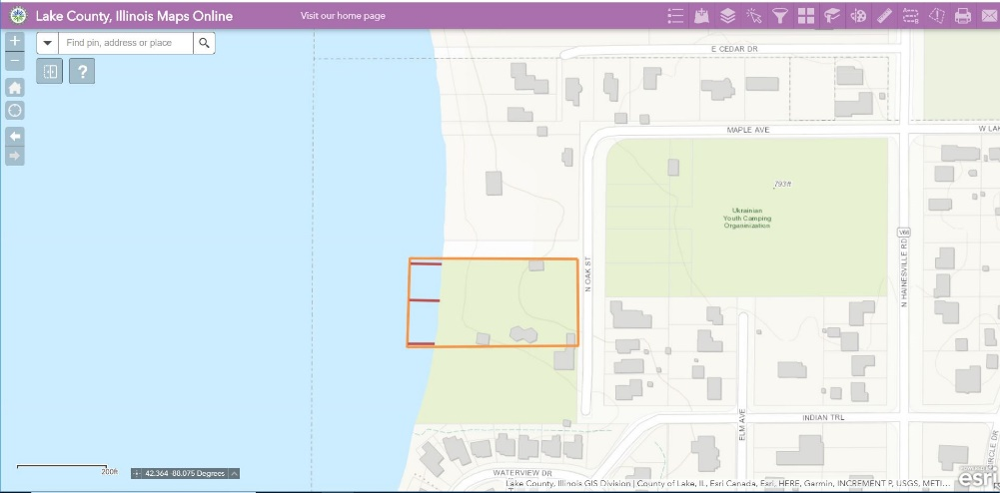 Lake County, Illinois Maps Online
Visit our home page
Find pin, address or place
?
E CEDAR DR
MAPLE AVE
W LAK
793ft
Ukrainian
Youth Camping
Organization
V66
N OAK ST
N HAINESVILLE RD
INDIAN TRL
ELM AVE
CIRCLE DR
WATERVIEW DR
200ft
42.364 -88.075 Degrees
Lake County, Illinois GIS Division | County of Lake, IL, Esri Canada, Esri, HERE, Garmin, INCREMENT P, USGS, METI...
POWERED BY
esri